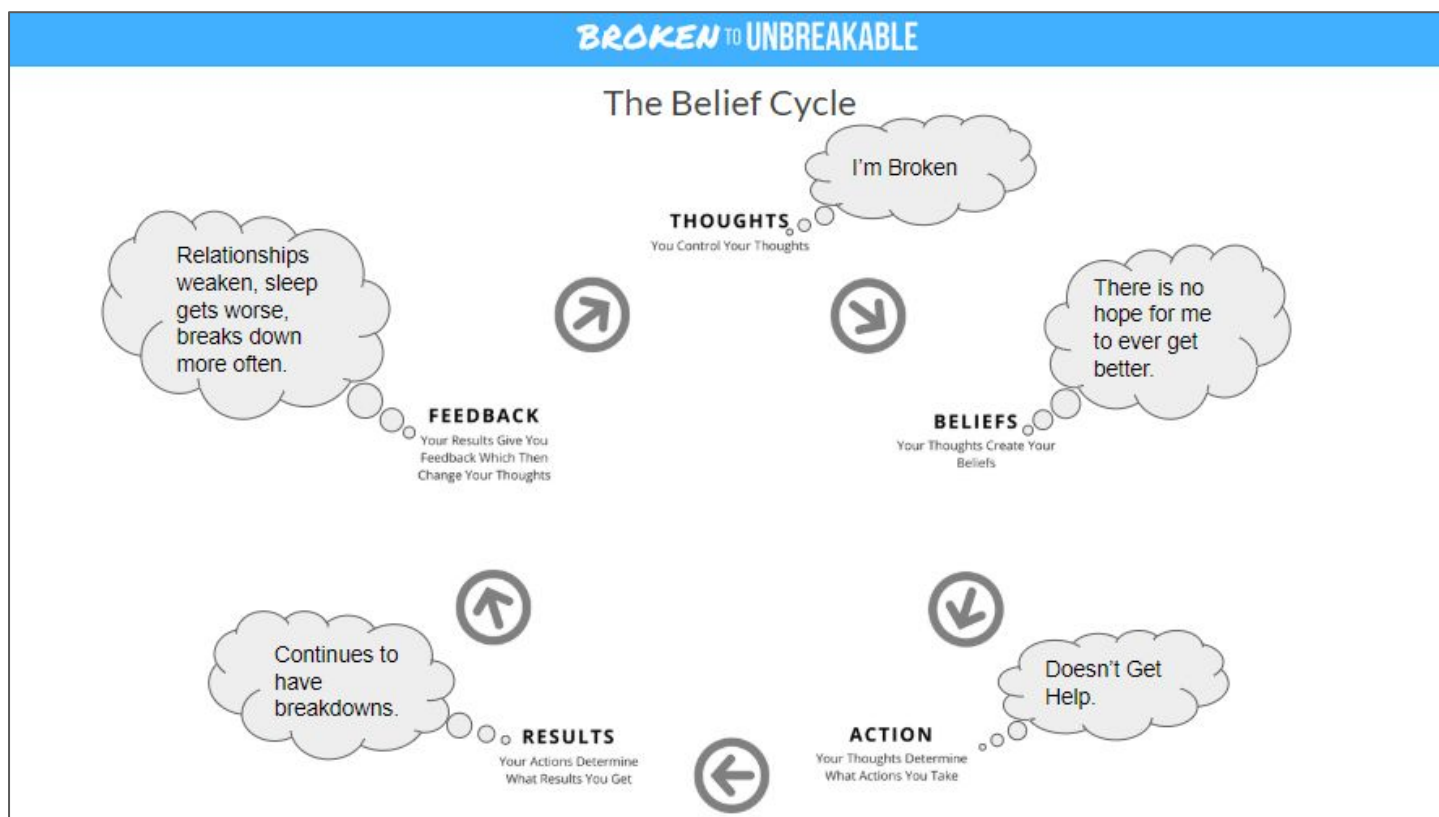 BROKEN TO UNBREAKABLE
The Belief Cycle
I'm Broken
THOUGHTS
You Control Your Thoughts
There is no
hope for me
to ever get
better.
BELIEFS
Your Thoughts Create Your
Beliefs
Doesn't Get
Help.
ACTION
Your Thoughts Determine
What Actions You Take
Continues to
have
breakdowns.
RESULTS
Your Actions Determine
What Results You Get
Relationships
weaken, sleep
gets worse,
breaks down
more often.
FEEDBACK
Your Results Give You
Feedback Which Then
Change Your Thoughts